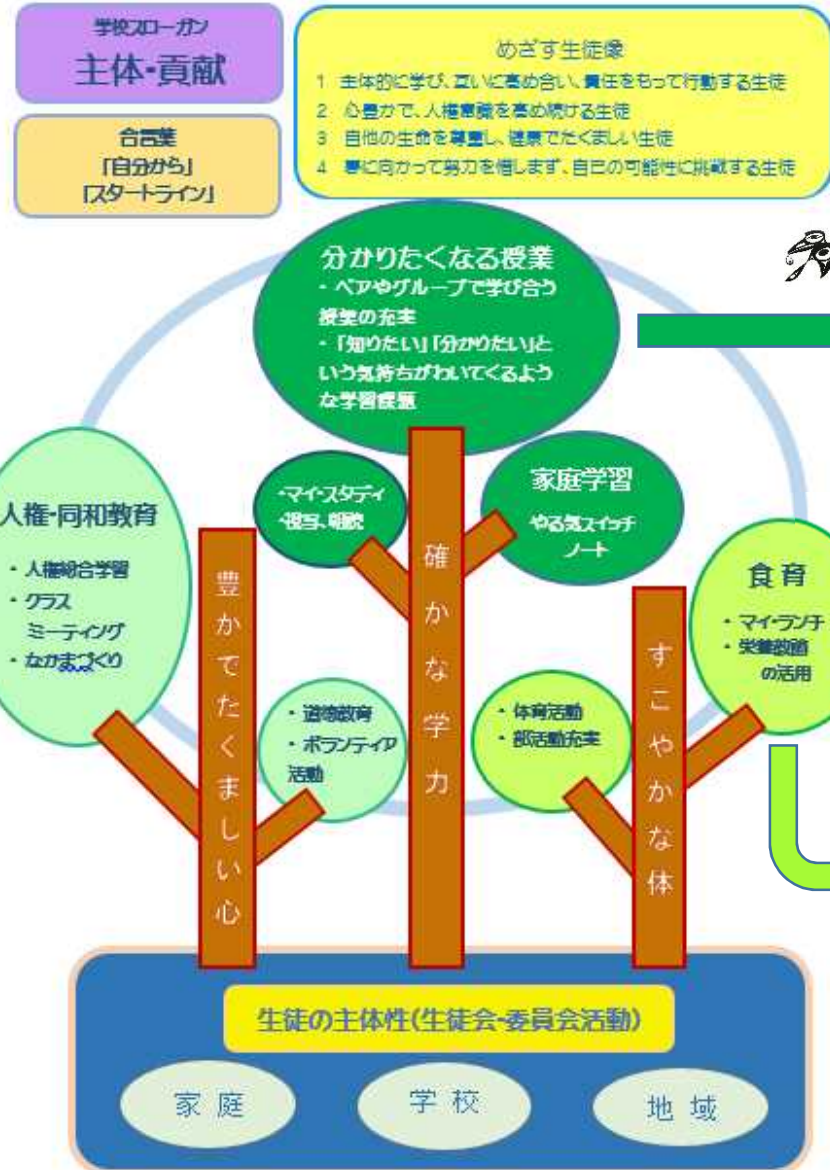 学校スローガン
主体・貢献
合言葉
「自分から」
「スタートライン」
めざす生徒像
1 主体的に学び、互いに高め合い、責任をもって行動する生徒
2 心豊かで、人権意識を高め続ける生徒
3 自他の生命を尊重し、健康でたくましい生徒
4 夢に向かって努力を惜しまず、自己の可能性に挑戦する生徒
分かりたくなる授業
・ペアやグループで学び合う
授業の充実
・「知りたい」「分かりたい」と
いう気持ちがわいてくるよう
な学習課題
・マイ・スタディ
家庭学習
やる気スイッチ
ノート
人権・同和教育
・人権総合学習
・クラス
ミーティング
・なかまづくり
食育
・マイ・ランチ
・栄養教諭
の活用
・道徳教育
・ボランティア
活動
・体育活動
・部活動充実
豊かでたくましい心
確かな学力
すこやかな体
生徒の主体性(生徒会・委員会活動)
家庭
学校
地域